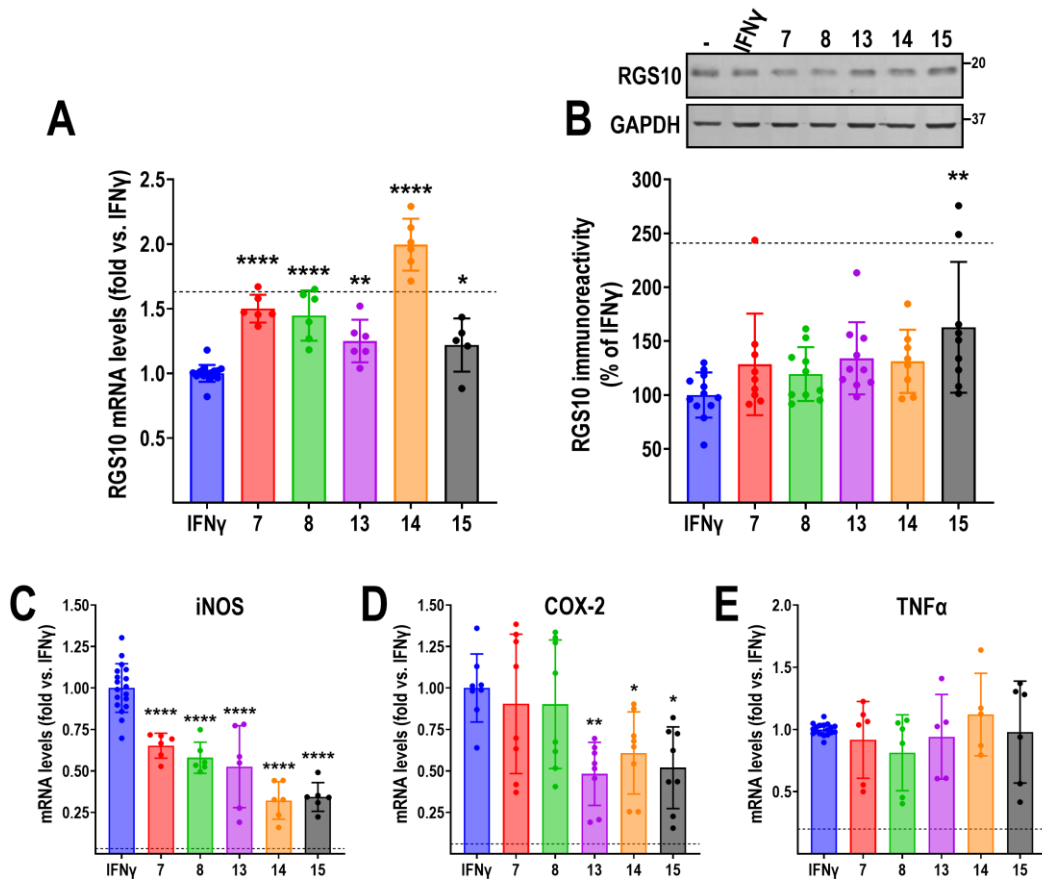 - IFNγ 7 8 13 14 15
RGS10
20
GAPDH
37
A
B
RGS10 mRNA levels (fold vs. IFNγ)
2.5
2.0
1.5
1.0
0.5
**** **** ** **** *
IFNγ 7 8 13 14 15
RGS10 immunoreactivity
(% of IFNγ)
300
250
200
150
100
50
**
IFNγ 7 8 13 14 15
C
iNOS
mRNA levels (fold vs. IFNγ)
1.50
1.25
1.00
0.75
0.50
0.25
**** **** **** **** ****
IFNγ 7 8 13 14 15
D
COX-2
mRNA levels (fold vs. IFNγ)
1.50
1.25
1.00
0.75
0.50
0.25
** * *
IFNγ 7 8 13 14 15
E
TNFα
mRNA levels (fold vs. IFNγ)
2.0
1.5
1.0
0.5
IFNγ 7 8 13 14 15